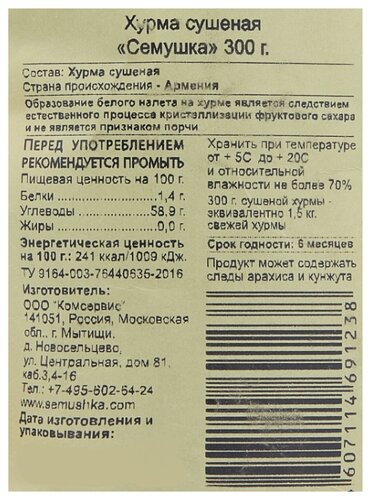 Хурма сушеная
«Семушка» 300 г.
Состав: Хурма сушеная
Страна происхождения - Армения
Образование белого налета на хурме является следствием
естественного процесса кристаллизации фруктового сахара
и не является признаком порчи
Перед употреблением
рекомендуется промыть
Пищевая ценность на 100 г.
Белки 1,4 г.
Углеводы 58,9 г.
Жиры 0,0 г.
Энергетическая ценность
на 100 г.: 241 ккал/1009 кДж.
ТУ 9164-003-76440635-2016
Изготовитель:
ООО "Комсервис"
141051, Россия, Московская
обл., г. Мытищи,
д. Новосельцево,
ул. Центральная, дом 81,
каб.3,4-16
Тел.: +7-495-602-64-24
www.semushka.com
Дата изготовления и
упаковывания:
Хранить при температуре
от + 5С до + 20С
и относительной
влажности не более 70%
300 г. сушеной хурмы -
эквивалентно 1,5 кг.
свежей хурмы
Срок годности: 6 месяцев
Продукт может содержать
следы арахиса и кунжута
4607114691238